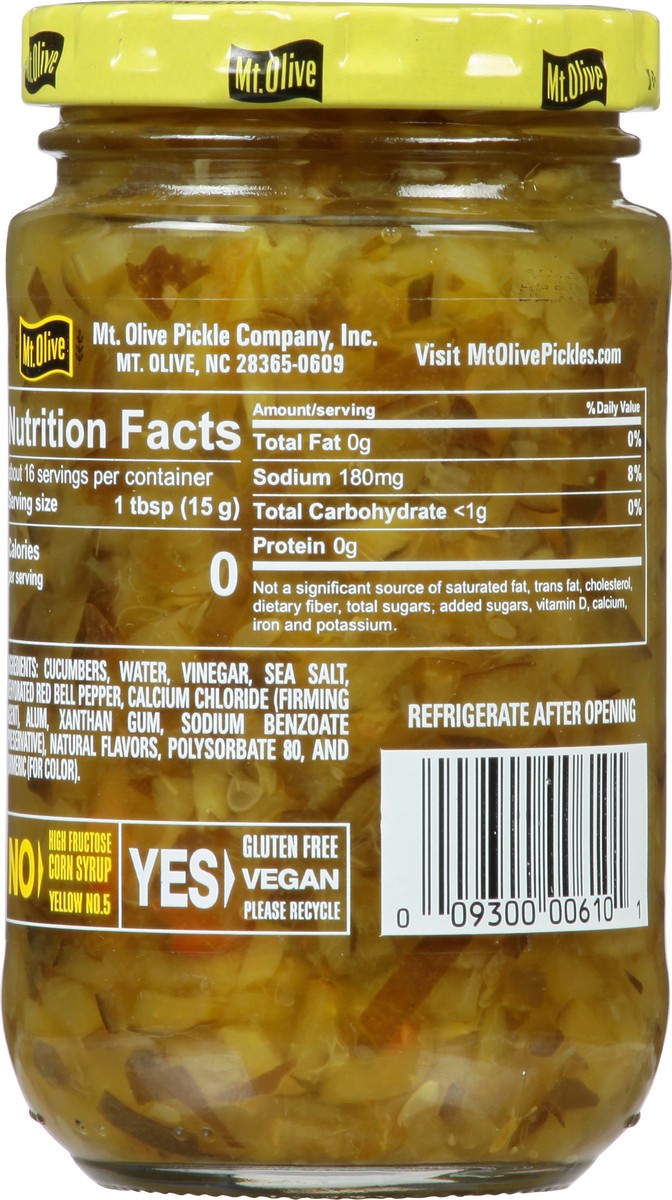 Mt. Olive
Mt. Olive
Mt. Olive
Mt. Olive
Mt. Olive Pickle Company, Inc.
MT. OLIVE, NC 28365-0609
Visit MtOlivePickles.com
Nutrition Facts
about 16 servings per container
Serving size 1 tbsp (15 g)
Calories
per serving
0
Amount/serving % Daily Value
Total Fat 0g 0%
Sodium 180mg 8%
Total Carbohydrate <1g 0%
Protein 0g
Not a significant source of saturated fat, trans fat, cholesterol,
dietary fiber, total sugars, added sugars, vitamin D, calcium,
iron and potassium.
INGREDIENTS: CUCUMBERS, WATER, VINEGAR, SEA SALT,
DEHYDRATED RED BELL PEPPER, CALCIUM CHLORIDE (FIRMING
AGENT), ALUM, XANTHAN GUM, SODIUM BENZOATE
(PRESERVATIVE), NATURAL FLAVORS, POLYSORBATE 80, AND
TURMERIC (FOR COLOR).
REFRIGERATE AFTER OPENING
NO
HIGH FRUCTOSE
CORN SYRUP
YELLOW NO.5
YES
GLUTEN FREE
VEGAN
PLEASE RECYCLE
0 09300 00610 1